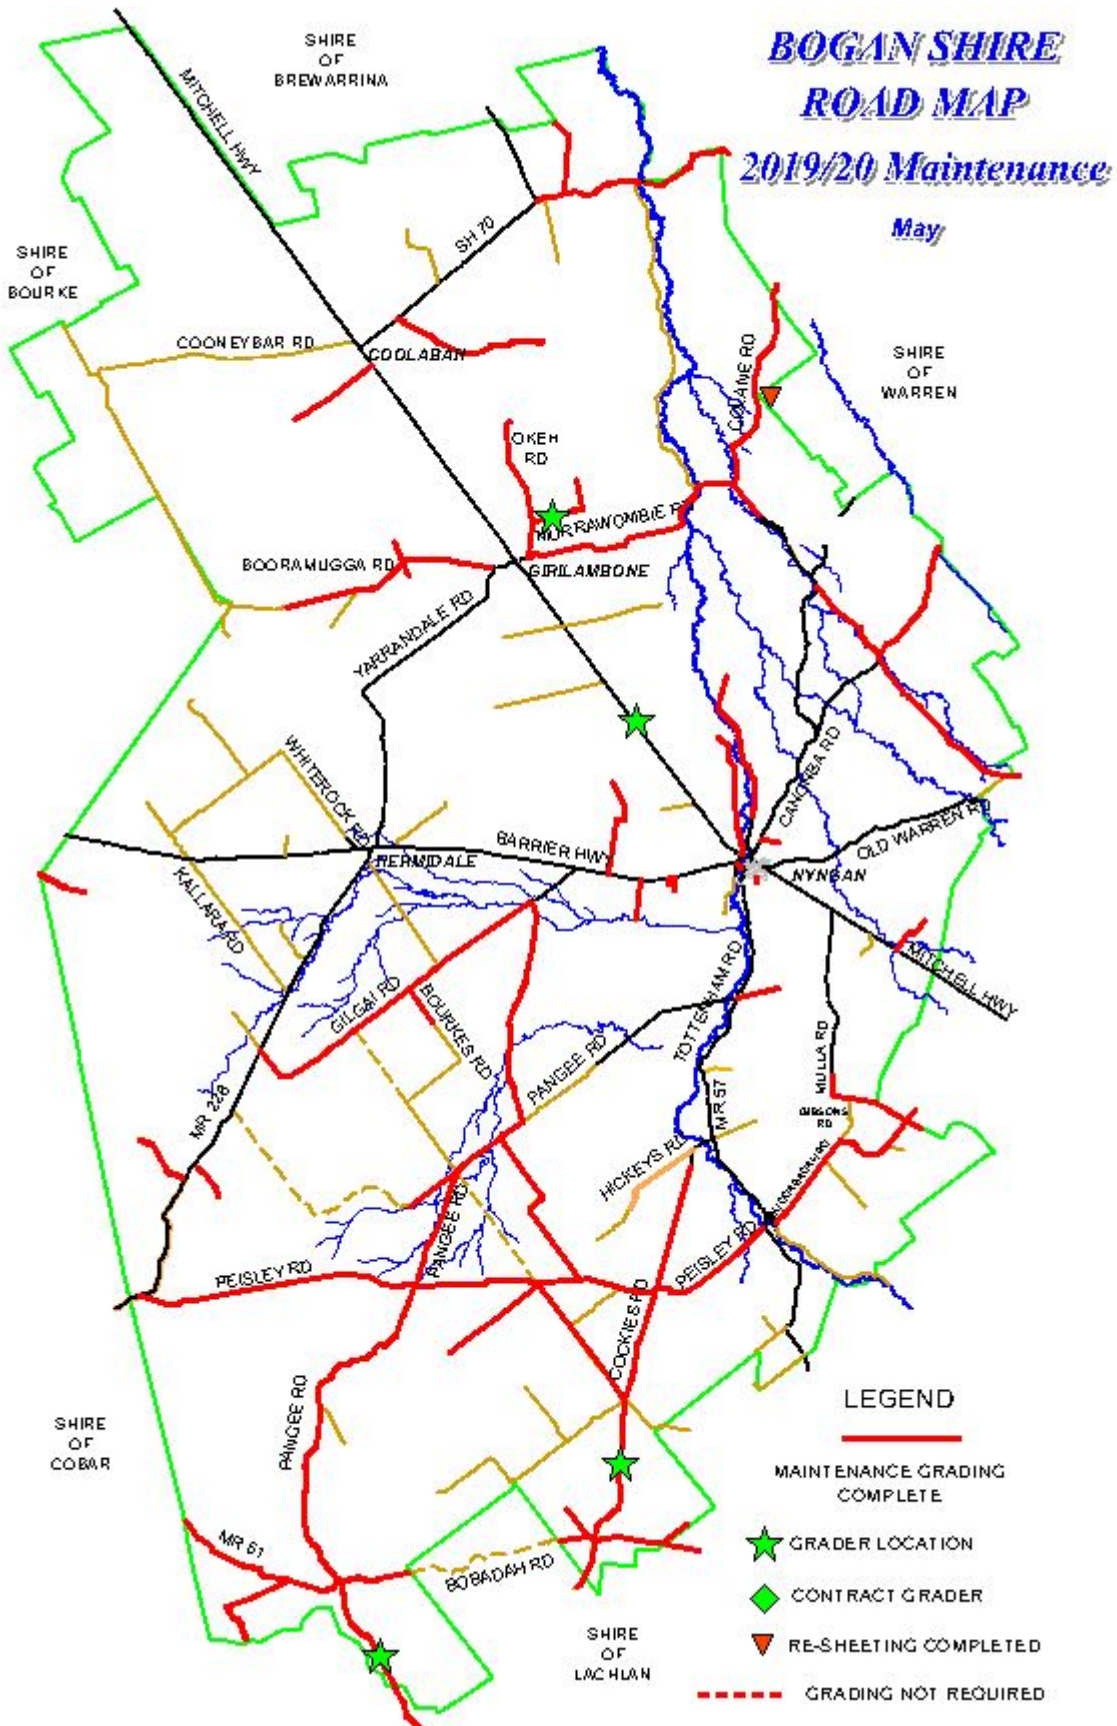 BOGAN SHIRE
ROAD MAP
2019/20 Maintenance
May
SHIRE
OF
BREWARRINA
MITCHELL HWY
SHIRE
OF
BOURKE
SH 70
COONEYBAR RD
COOLABAH
SHIRE
OF
WARREN
COLANE RD
OKEH
RD
MURRAWOMBIE RD
BOORAMUGGA RD
GIRILAMBONE
YARRANDALE RD
WHITEROCK RD
CANONBA RD
BARRIER HWY
OLD WARREN RD
HERMIDALE
NYNGAN
KALLARA RD
MITCHELL HWY
GILGAI RD
BOURKES RD
TOTTENHAM RD
PANGEE RD
MULLA RD
MR 228
MR 57
GIBSONS
RD
HICKEYS RD
PANGEE RD
PEISLEY RD
PEISLEY RD
COCKIES RD
PANGEE RD
SHIRE
OF
COBAR
MR 61
BOBADAH RD
SHIRE
OF
LACHLAN
LEGEND
MAINTENANCE GRADING
COMPLETE
GRADER LOCATION
CONTRACT GRADER
RE-SHEETING COMPLETED
GRADING NOT REQUIRED